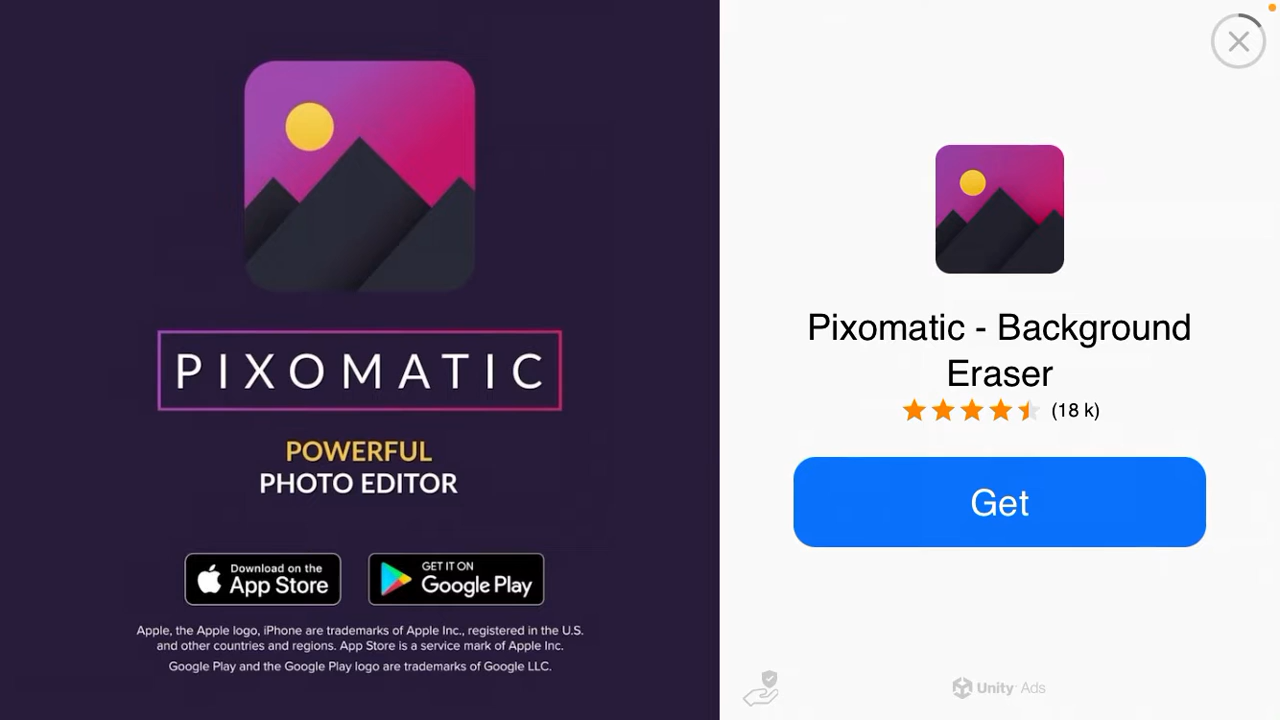 PIXOMATIC
POWERFUL
PHOTO EDITOR
Download on the
App Store
GET IT ON
Google Play
Apple, the Apple logo, iPhone are trademarks of Apple Inc., registered in the U.S.
and other countries and regions. App Store is a service mark of Apple Inc.
Google Play and the Google Play logo are trademarks of Google LLC.
Pixomatic - Background
Eraser
(18 k)
Get
Unity Ads